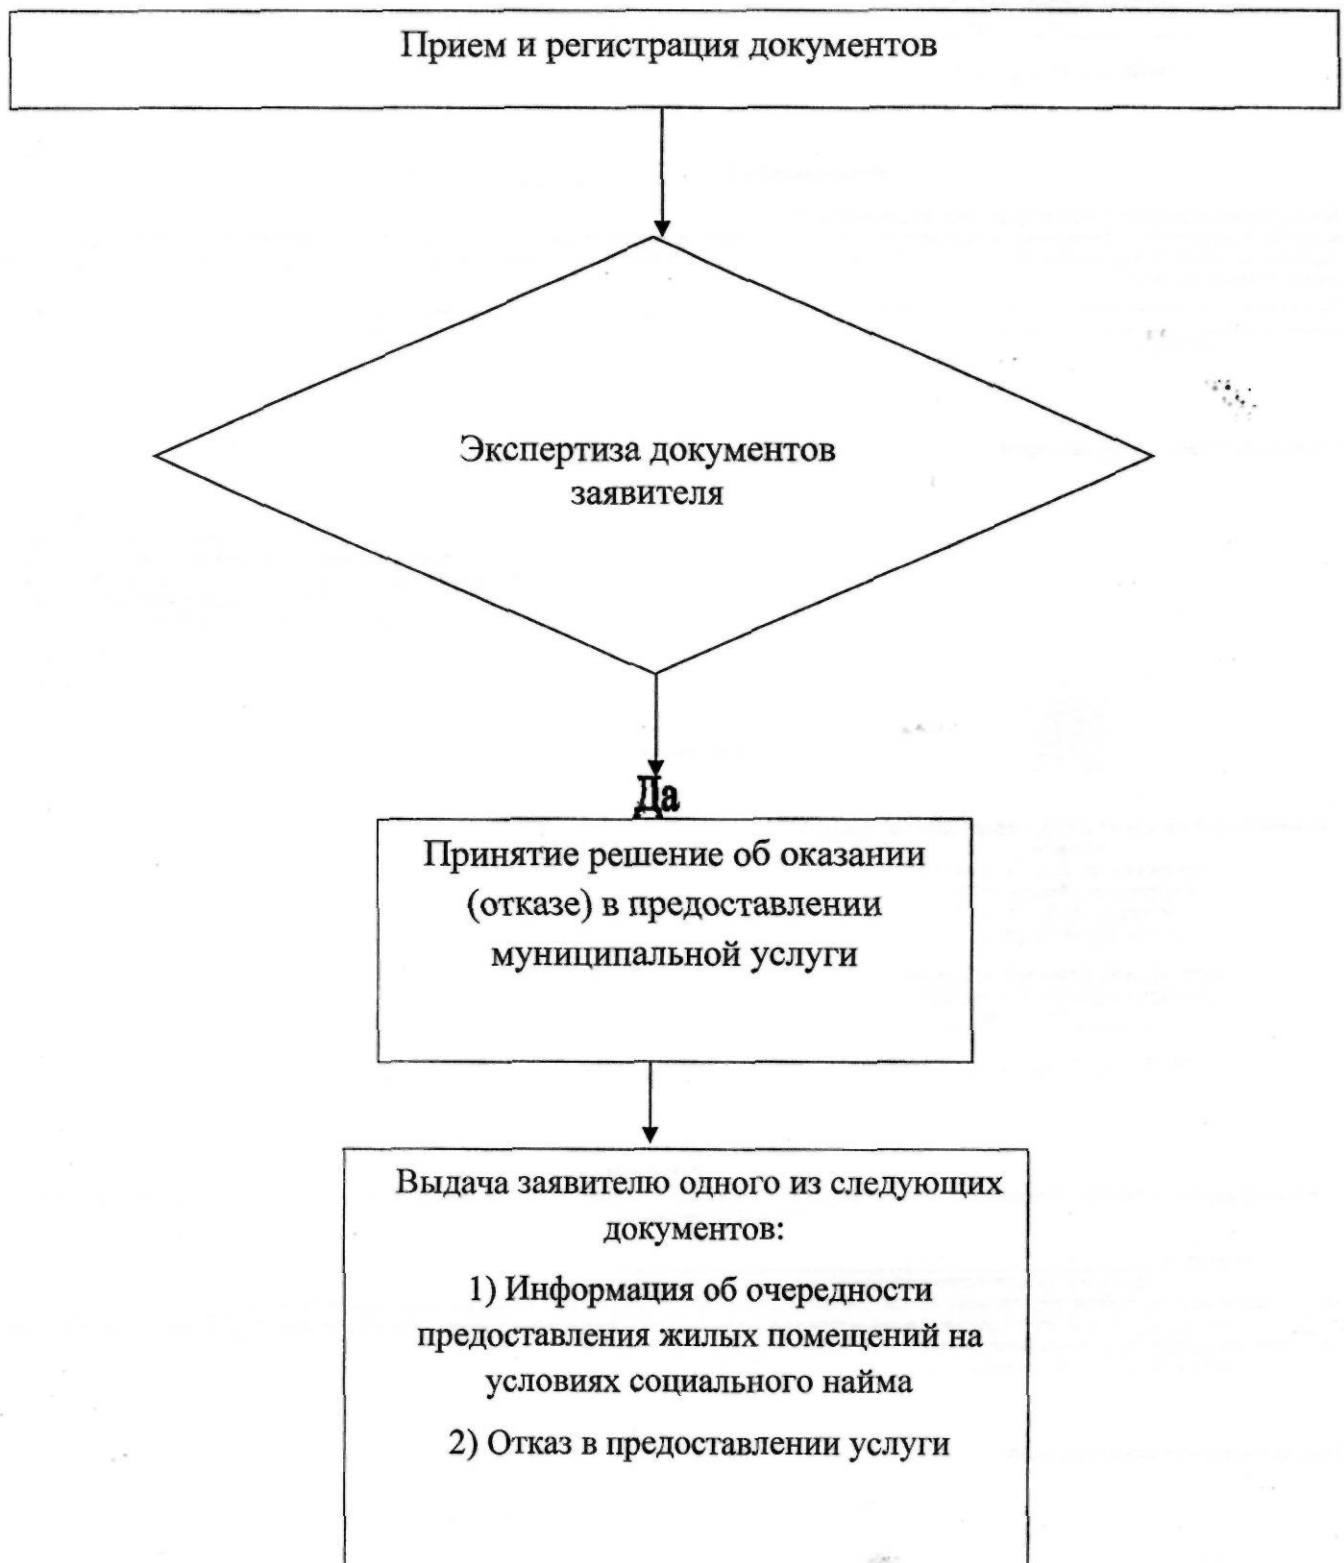 Прием и регистрация документов
Экспертиза документов
заявителя
Да
Принятие решение об оказании
(отказе) в предоставлении
муниципальной услуги
Выдача заявителю одного из следующих
документов:
1) Информация об очередности
предоставления жилых помещений на
условиях социального найма
2) Отказ в предоставлении услуги